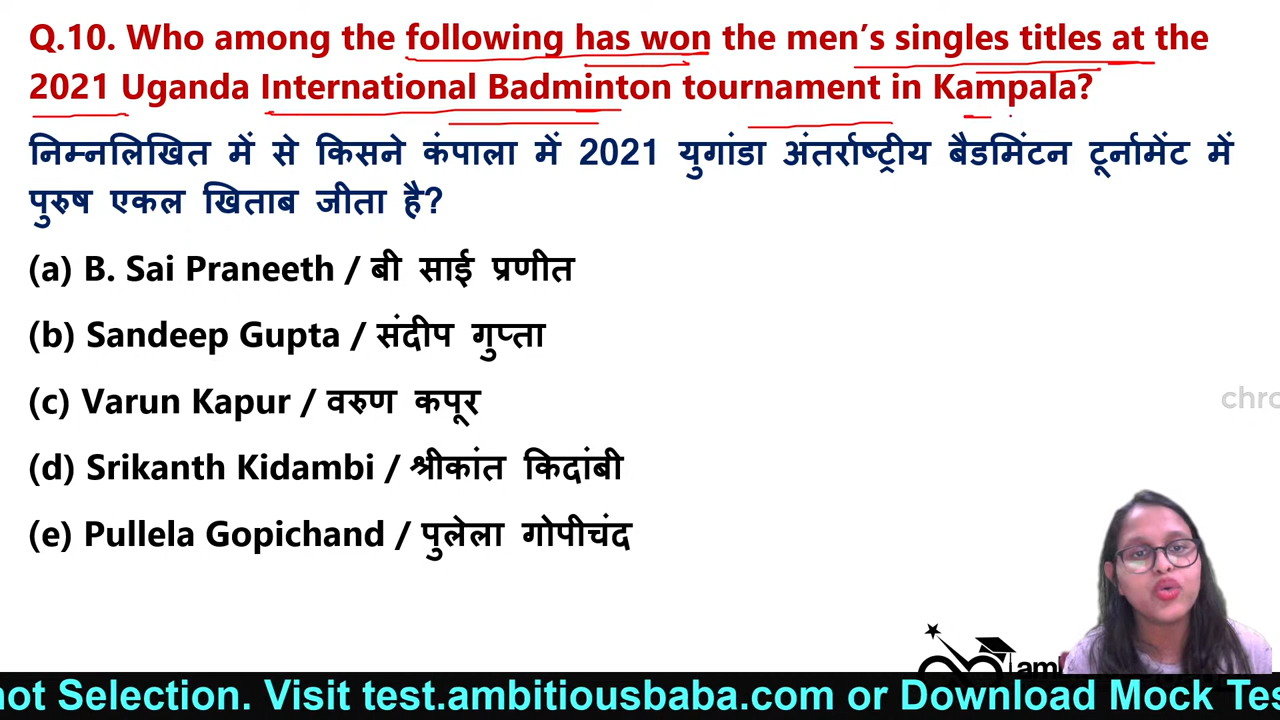 Q.10. Who among the following has won the men’s singles titles at the
2021 Uganda International Badminton tournament in Kampala?
निम्नलिखित में से किसने कंपाला में 2021 युगांडा अंतर्राष्ट्रीय बैडमिंटन टूर्नामेंट में
पुरुष एकल खिताब जीता है?
(a) B. Sai Praneeth / बी साई प्रणीत
(b) Sandeep Gupta / संदीप गुप्ता
(c) Varun Kapur / वरुण कपूर
(d) Srikanth Kidambi / श्रीकांत किदांबी
(e) Pullela Gopichand / पुलेला गोपीचंद
chro
not Selection. Visit test.ambitiousbaba.com or Download Mock Tes